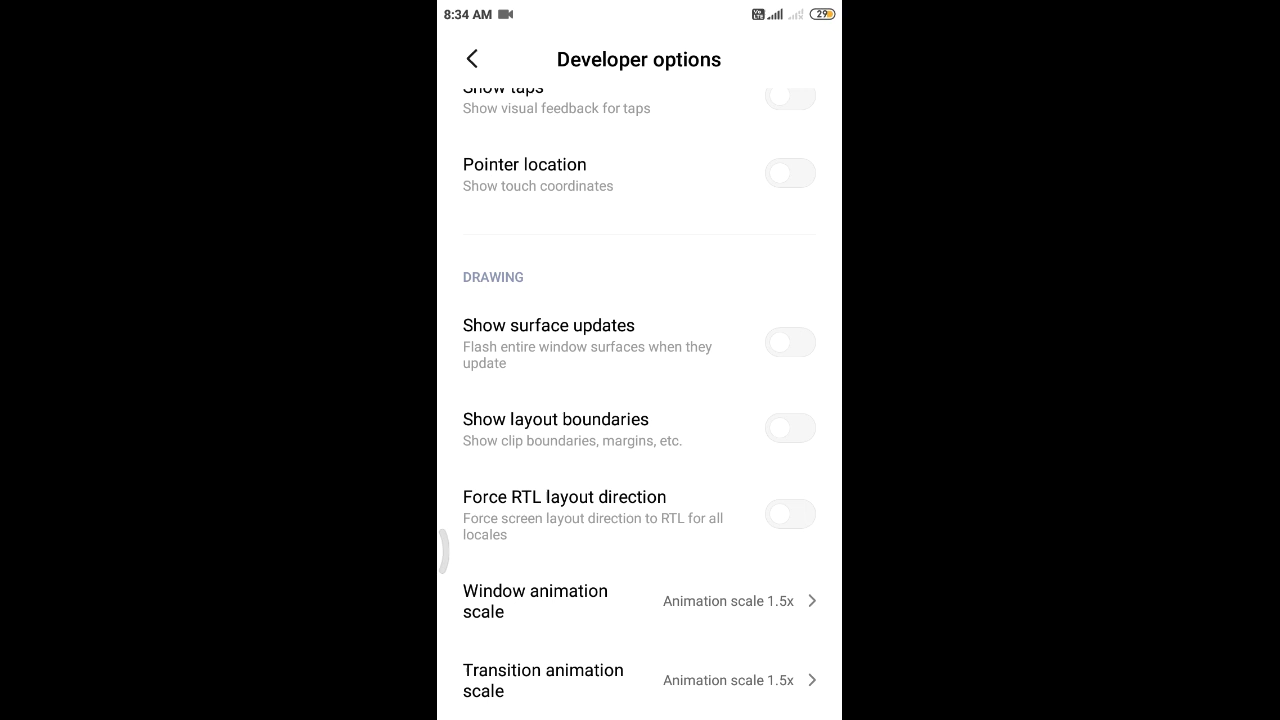 8:34 AM
Vo LTE
29
Developer options
Show taps
Show visual feedback for taps
Pointer location
Show touch coordinates
DRAWING
Show surface updates
Flash entire window surfaces when they
update
Show layout boundaries
Show clip boundaries, margins, etc.
Force RTL layout direction
Force screen layout direction to RTL for all
locales
Window animation
scale
Animation scale 1.5x
Transition animation
scale
Animation scale 1.5x